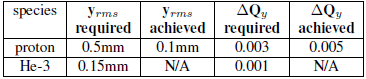 species y_rms y_rms ΔQ_y ΔQ_y
required achieved required achieved
proton 0.5mm 0.1mm 0.003 0.005
He-3 0.15mm N/A 0.001 N/A